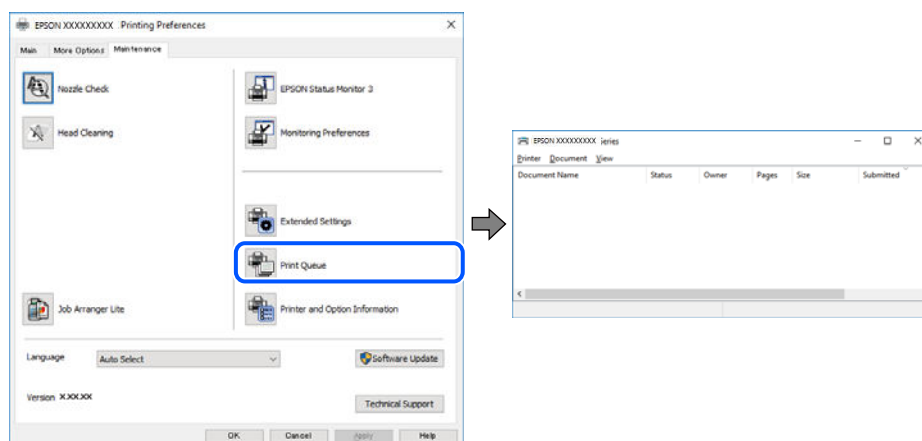 EPSON XXXXXXXXX Printing Preferences
Main More Options Maintenance
Nozzle Check
EPSON Status Monitor 3
Head Cleaning
Monitoring Preferences
Extended Settings
Print Queue
Job Arranger Lite
Printer and Option Information
Language Auto Select Software Update
Version X.XX.XX
Technical Support
OK Cancel Apply Help
EPSON XXXXXXXXX ieries
Printer Document View
Document Name Status Owner Pages Size Submitted